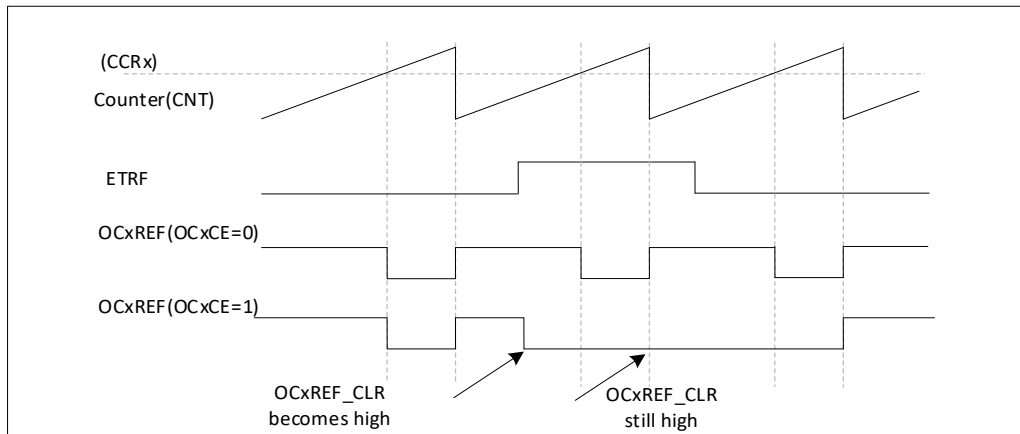 (CCRx)
Counter(CNT)
ETRF
OCxREF(OCxCE=0)
OCxREF(OCxCE=1)
OCxREF_CLR
becomes high
OCxREF_CLR
still high